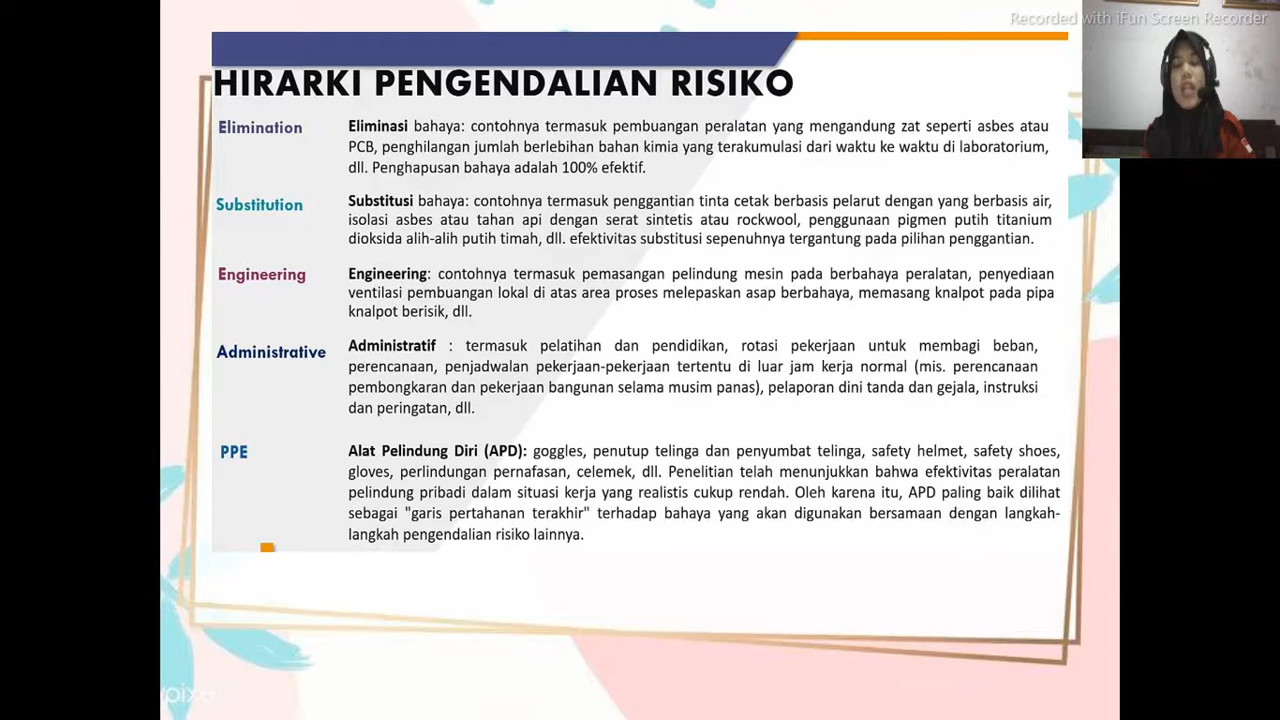 Recorded with iFun Screen Recorder
HIRARKI PENGENDALIAN RISIKO
Elimination
Eliminasi bahaya: contohnya termasuk pembuangan peralatan yang mengandung zat seperti asbes atau
PCB, penghilangan jumlah berlebihan bahan kimia yang terakumulasi dari waktu ke waktu di laboratorium,
dll. Penghapusan bahaya adalah 100% efektif.
Substitution
Substitusi bahaya: contohnya termasuk penggantian tinta cetak berbasis pelarut dengan yang berbasis air,
isolasi asbes atau tahan api dengan serat sintetis atau rockwool, penggunaan pigmen putih titanium
dioksida alih-alih putih timah, dll. efektivitas substitusi sepenuhnya tergantung pada pilihan penggantian.
Engineering
Engineering: contohnya termasuk pemasangan pelindung mesin pada berbahaya peralatan, penyediaan
ventilasi pembuangan lokal di atas area proses melepaskan asap berbahaya, memasang knalpot pada pipa
knalpot berisik, dll.
Administrative
Administratif : termasuk pelatihan dan pendidikan, rotasi pekerjaan untuk membagi beban,
perencanaan, penjadwalan pekerjaan-pekerjaan tertentu di luar jam kerja normal (mis. perencanaan
pembongkaran dan pekerjaan bangunan selama musim panas), pelaporan dini tanda dan gejala, instruksi
dan peringatan, dll.
PPE
Alat Pelindung Diri (APD): goggles, penutup telinga dan penyumbat telinga, safety helmet, safety shoes,
gloves, perlindungan pernafasan, celemek, dll. Penelitian telah menunjukkan bahwa efektivitas peralatan
pelindung pribadi dalam situasi kerja yang realistis cukup rendah. Oleh karena itu, APD paling baik dilihat
sebagai "garis pertahanan terakhir" terhadap bahaya yang akan digunakan bersamaan dengan langkah-
langkah pengendalian risiko lainnya.